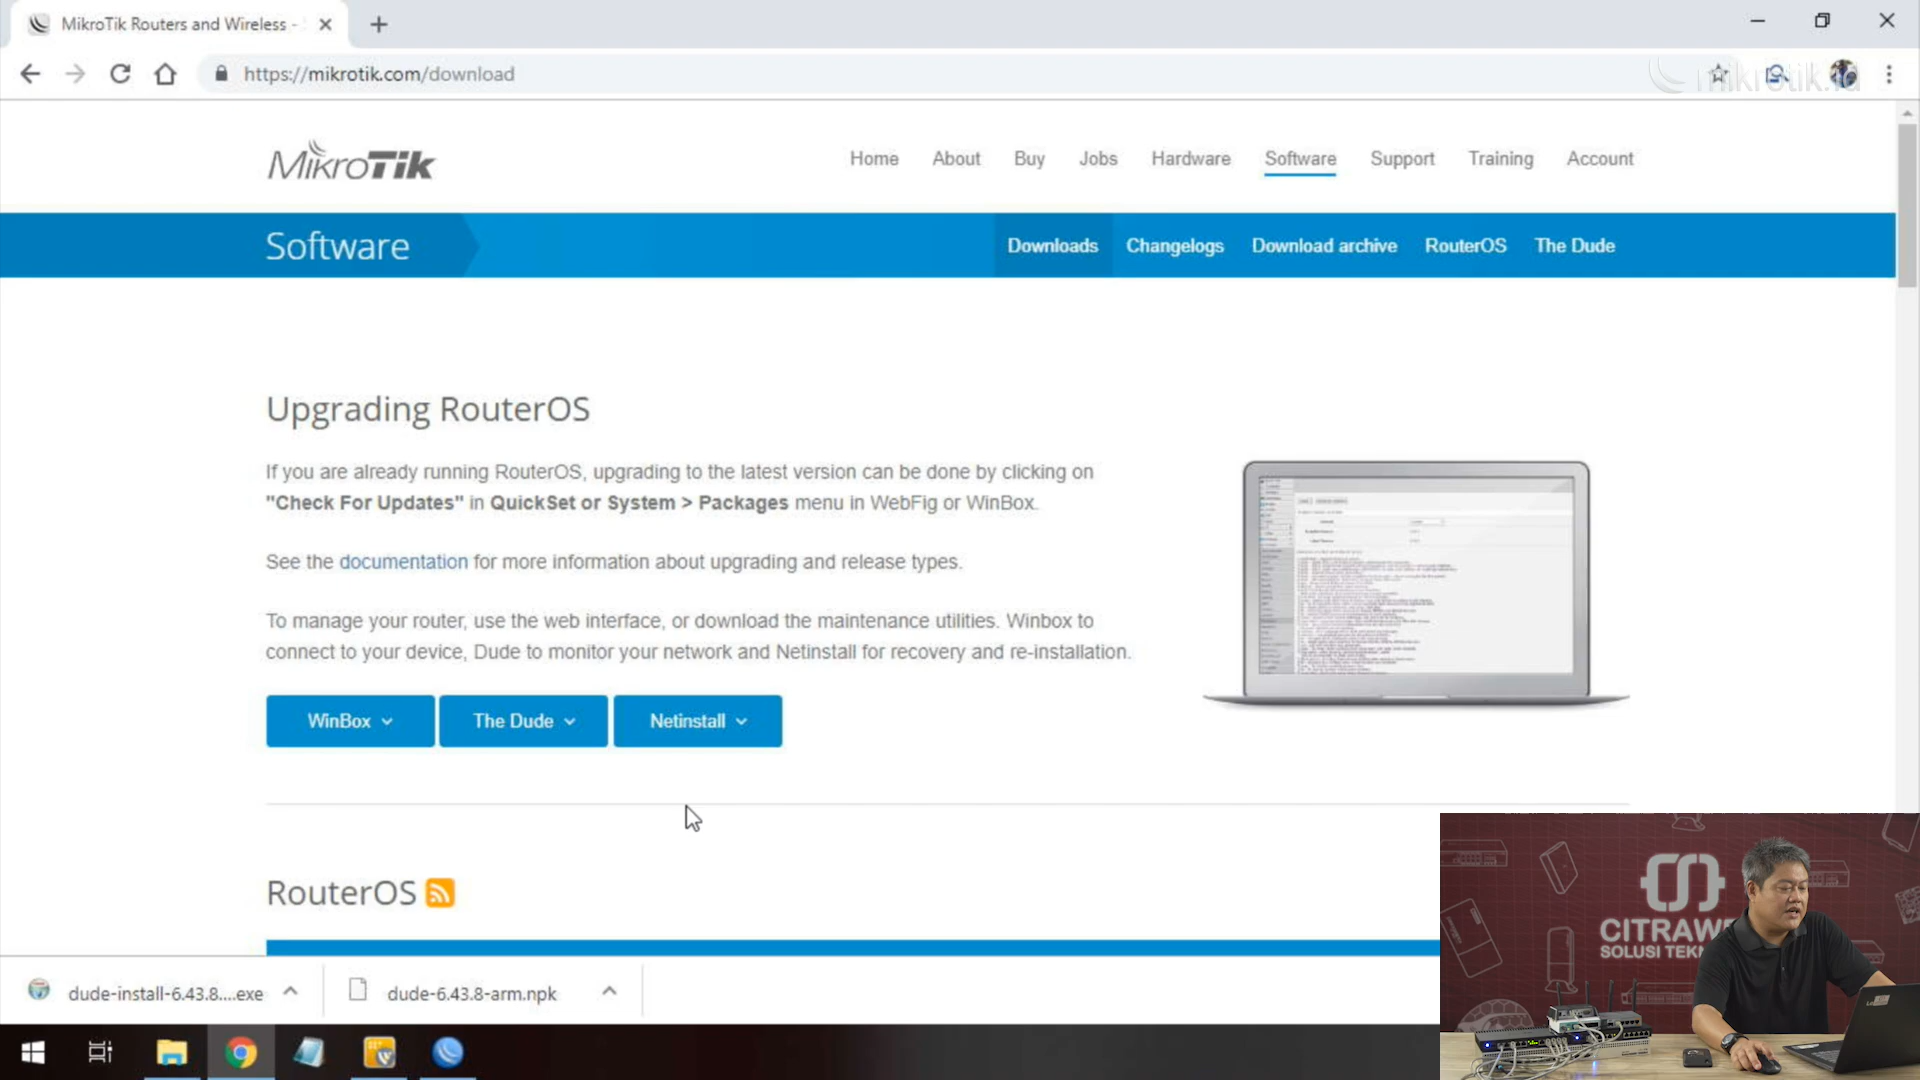 MikroTik Routers and Wireless -
https://mikrotik.com/download
mikrotik.id
MikroTik
Home About Buy Jobs Hardware Software Support Training Account
Software
Downloads Changelogs Download archive RouterOS The Dude
Upgrading RouterOS
If you are already running RouterOS, upgrading to the latest version can be done by clicking on
"Check For Updates" in QuickSet or System > Packages menu in WebFig or WinBox.
See the documentation for more information about upgrading and release types.
To manage your router, use the web interface, or download the maintenance utilities. Winbox to
connect to your device, Dude to monitor your network and Netinstall for recovery and re-installation.
WinBox The Dude Netinstall
RouterOS
CITRAWE
SOLUSI TEKN
dude-install-6.43.8....exe dude-6.43.8-arm.npk